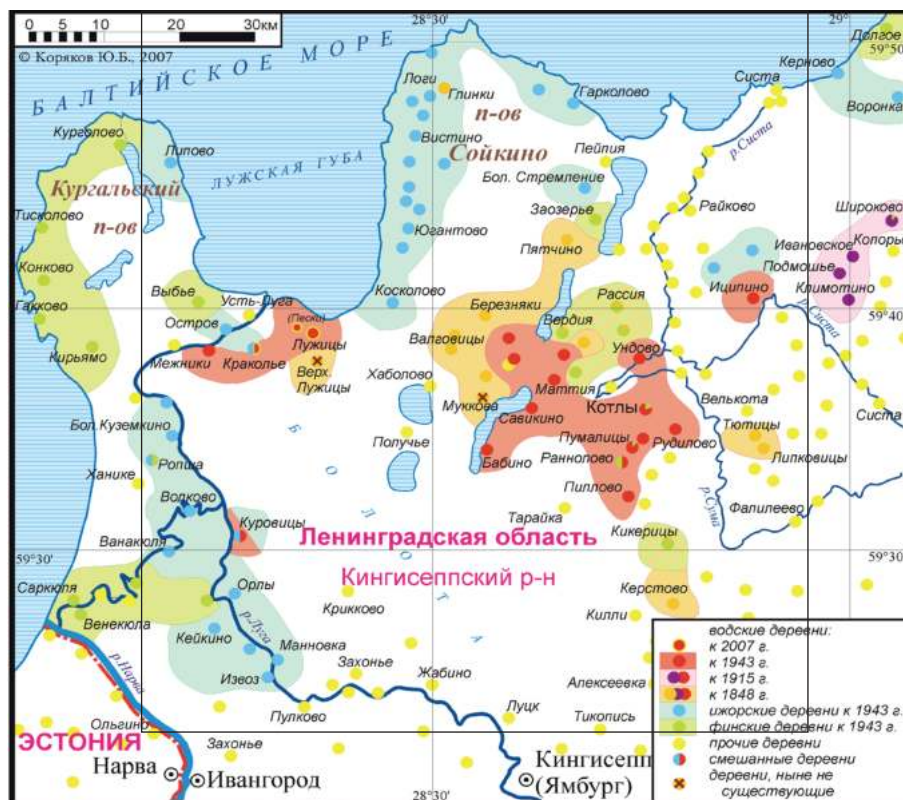 0 10 20 30км
© Коряков Ю.Б., 2007
28°30'
29°
59°50'
БАЛТИЙСКОЕ МОРЕ
Долгое
Керново
Систа
Воронка
Логи
Глинки
Гарколово
п-ов
Сойкино
Вистино
р.Систа
Курголово
Липово
ЛУЖСКАЯ ГУБА
Пейпия
Бол. Стремление
Кургальский
п-ов
Заозерье
Райково
Широково
Тисколово
Югантово
Пятчино
Ивановское
Копорье
Подмошье
Конково
Климотино
Выбье
Косколово
Иципино
Гакково
Усть-Луга
Березняки
Россия
р.Систа
59°40'
Остров
(Пески)
Вердия
Лужицы
Валговицы
Ундово
Кирьямо
Межники
Краколье
Верх.
Лужицы
Хаболово
Маттия
Велькота
Муккова
Савикино
Котлы
Систа
Бол.Куземкино
Получье
Тютицы
Пумалицы
Рудилово
Ропша
Бабино
Раннолово
Липковицы
Ханике
Волково
Пиллово
р.Сума
Фалилеево
Тарайка
Куровицы
БОЛОТА
Ленинградская область
Кикерицы
59°30'
Ванакюля
59°30'
Кингисеппский р-н
Саркюля
Орлы
Керстово
Крикково
Килли
Венекюла
р.Луга
Кейкино
Манновка
Захонье
Жабино
р.Нарва
Извоз
Алексеевка
Пулково
Луцк
Тикопись
Ольгино
ЭСТОНИЯ
Захонье
Нарва
Ивангород
Кингисепп
(Ямбург)
28°30'
водские деревни:
к 2007 г.
к 1943 г.
к 1915 г.
к 1848 г.
ижорские деревни к 1943 г.
финские деревни к 1943 г.
прочие деревни
смешанные деревни
деревни, ныне не
существующие